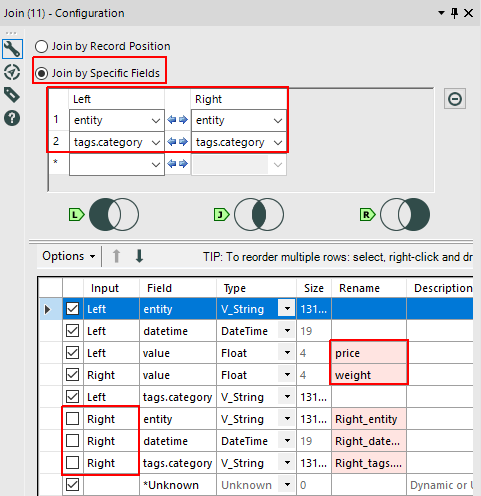 Join (11) - Configuration
Join by Record Position
Join by Specific Fields
Left Right
1 entity entity
2 tags.category tags.category
*
L J R
Options TIP: To reorder multiple rows: select, right-click and dr
Input Field Type Size Rename Description
Left entity V_String 131...
Left datetime DateTime 19
Left value Float 4 price
Right value Float 4 weight
Left tags.category V_String 131...
Right entity V_String 131... Right_entity
Right datetime DateTime 19 Right_date...
Right tags.category V_String 131... Right_tags....
*Unknown Unknown 0 Dynamic or U